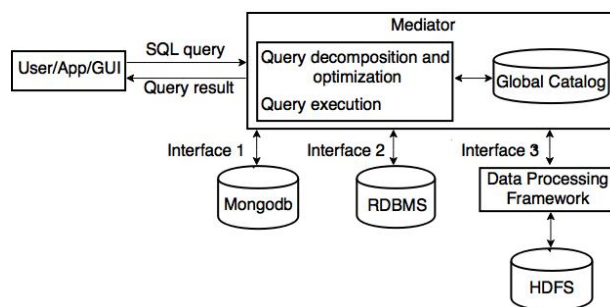 Mediator
SQL query
User/App/GUI
Query result
Query decomposition and
optimization
Query execution
Global Catalog
Interface 1
Interface 2
Interface 3
Mongodb
RDBMS
Data Processing
Framework
HDFS